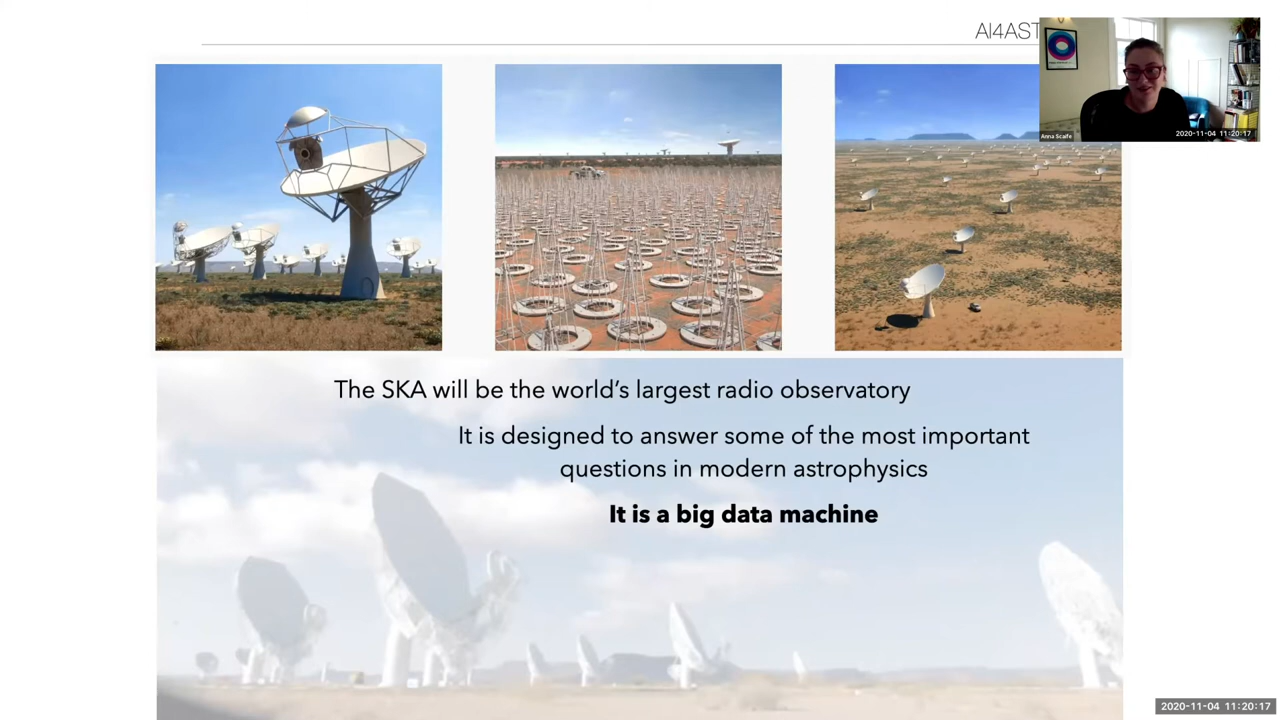 AI4AST
Anna Scaife
2020-11-04 11:20:17
The SKA will be the world's largest radio observatory
It is designed to answer some of the most important
questions in modern astrophysics
It is a big data machine
2020-11-04 11:20:17